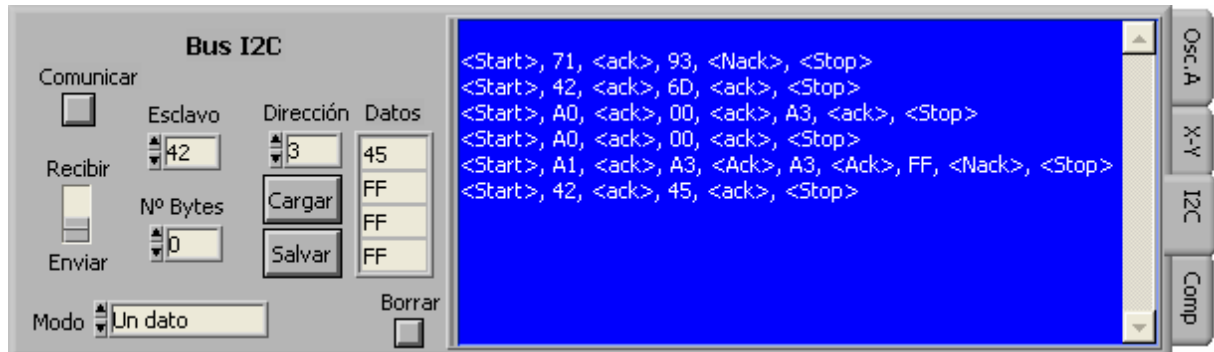 Bus I2C
Comunicar
Esclavo
42
Dirección
3
Datos
45
FF
FF
FF
Recibir
Enviar
Nº Bytes
0
Cargar
Salvar
Modo
Un dato
Borrar
<Start>, 71, <ack>, 93, <Nack>, <Stop>
<Start>, 42, <ack>, 6D, <ack>, <Stop>
<Start>, A0, <ack>, 00, <ack>, A3, <ack>, <Stop>
<Start>, A0, <ack>, 00, <ack>, <Stop>
<Start>, A1, <ack>, A3, <Ack>, A3, <Ack>, FF, <Nack>, <Stop>
<Start>, 42, <ack>, 45, <ack>, <Stop>
Osc.A
X-Y
I2C
Comp